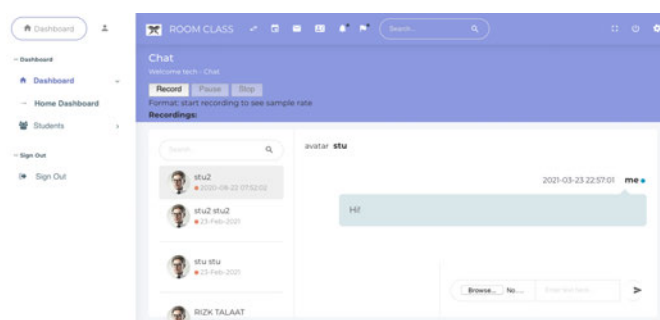 Dashboard
Dashboard
Dashboard
Home Dashboard
Students
Sign Out
Sign Out
ROOM CLASS
Search...
Chat
Welcome tech - Chat
Record Pause Stop
Format: start recording to see sample rate
Recordings:
Search...
stu2
2020-08-22 07:52:02
stu2 stu2
23-Feb-2021
stu stu
23-Feb-2021
RIZK TALAAT
avatar stu
2021-03-23 22:57:01 me
Hi!
Browse... No... Enter text here...